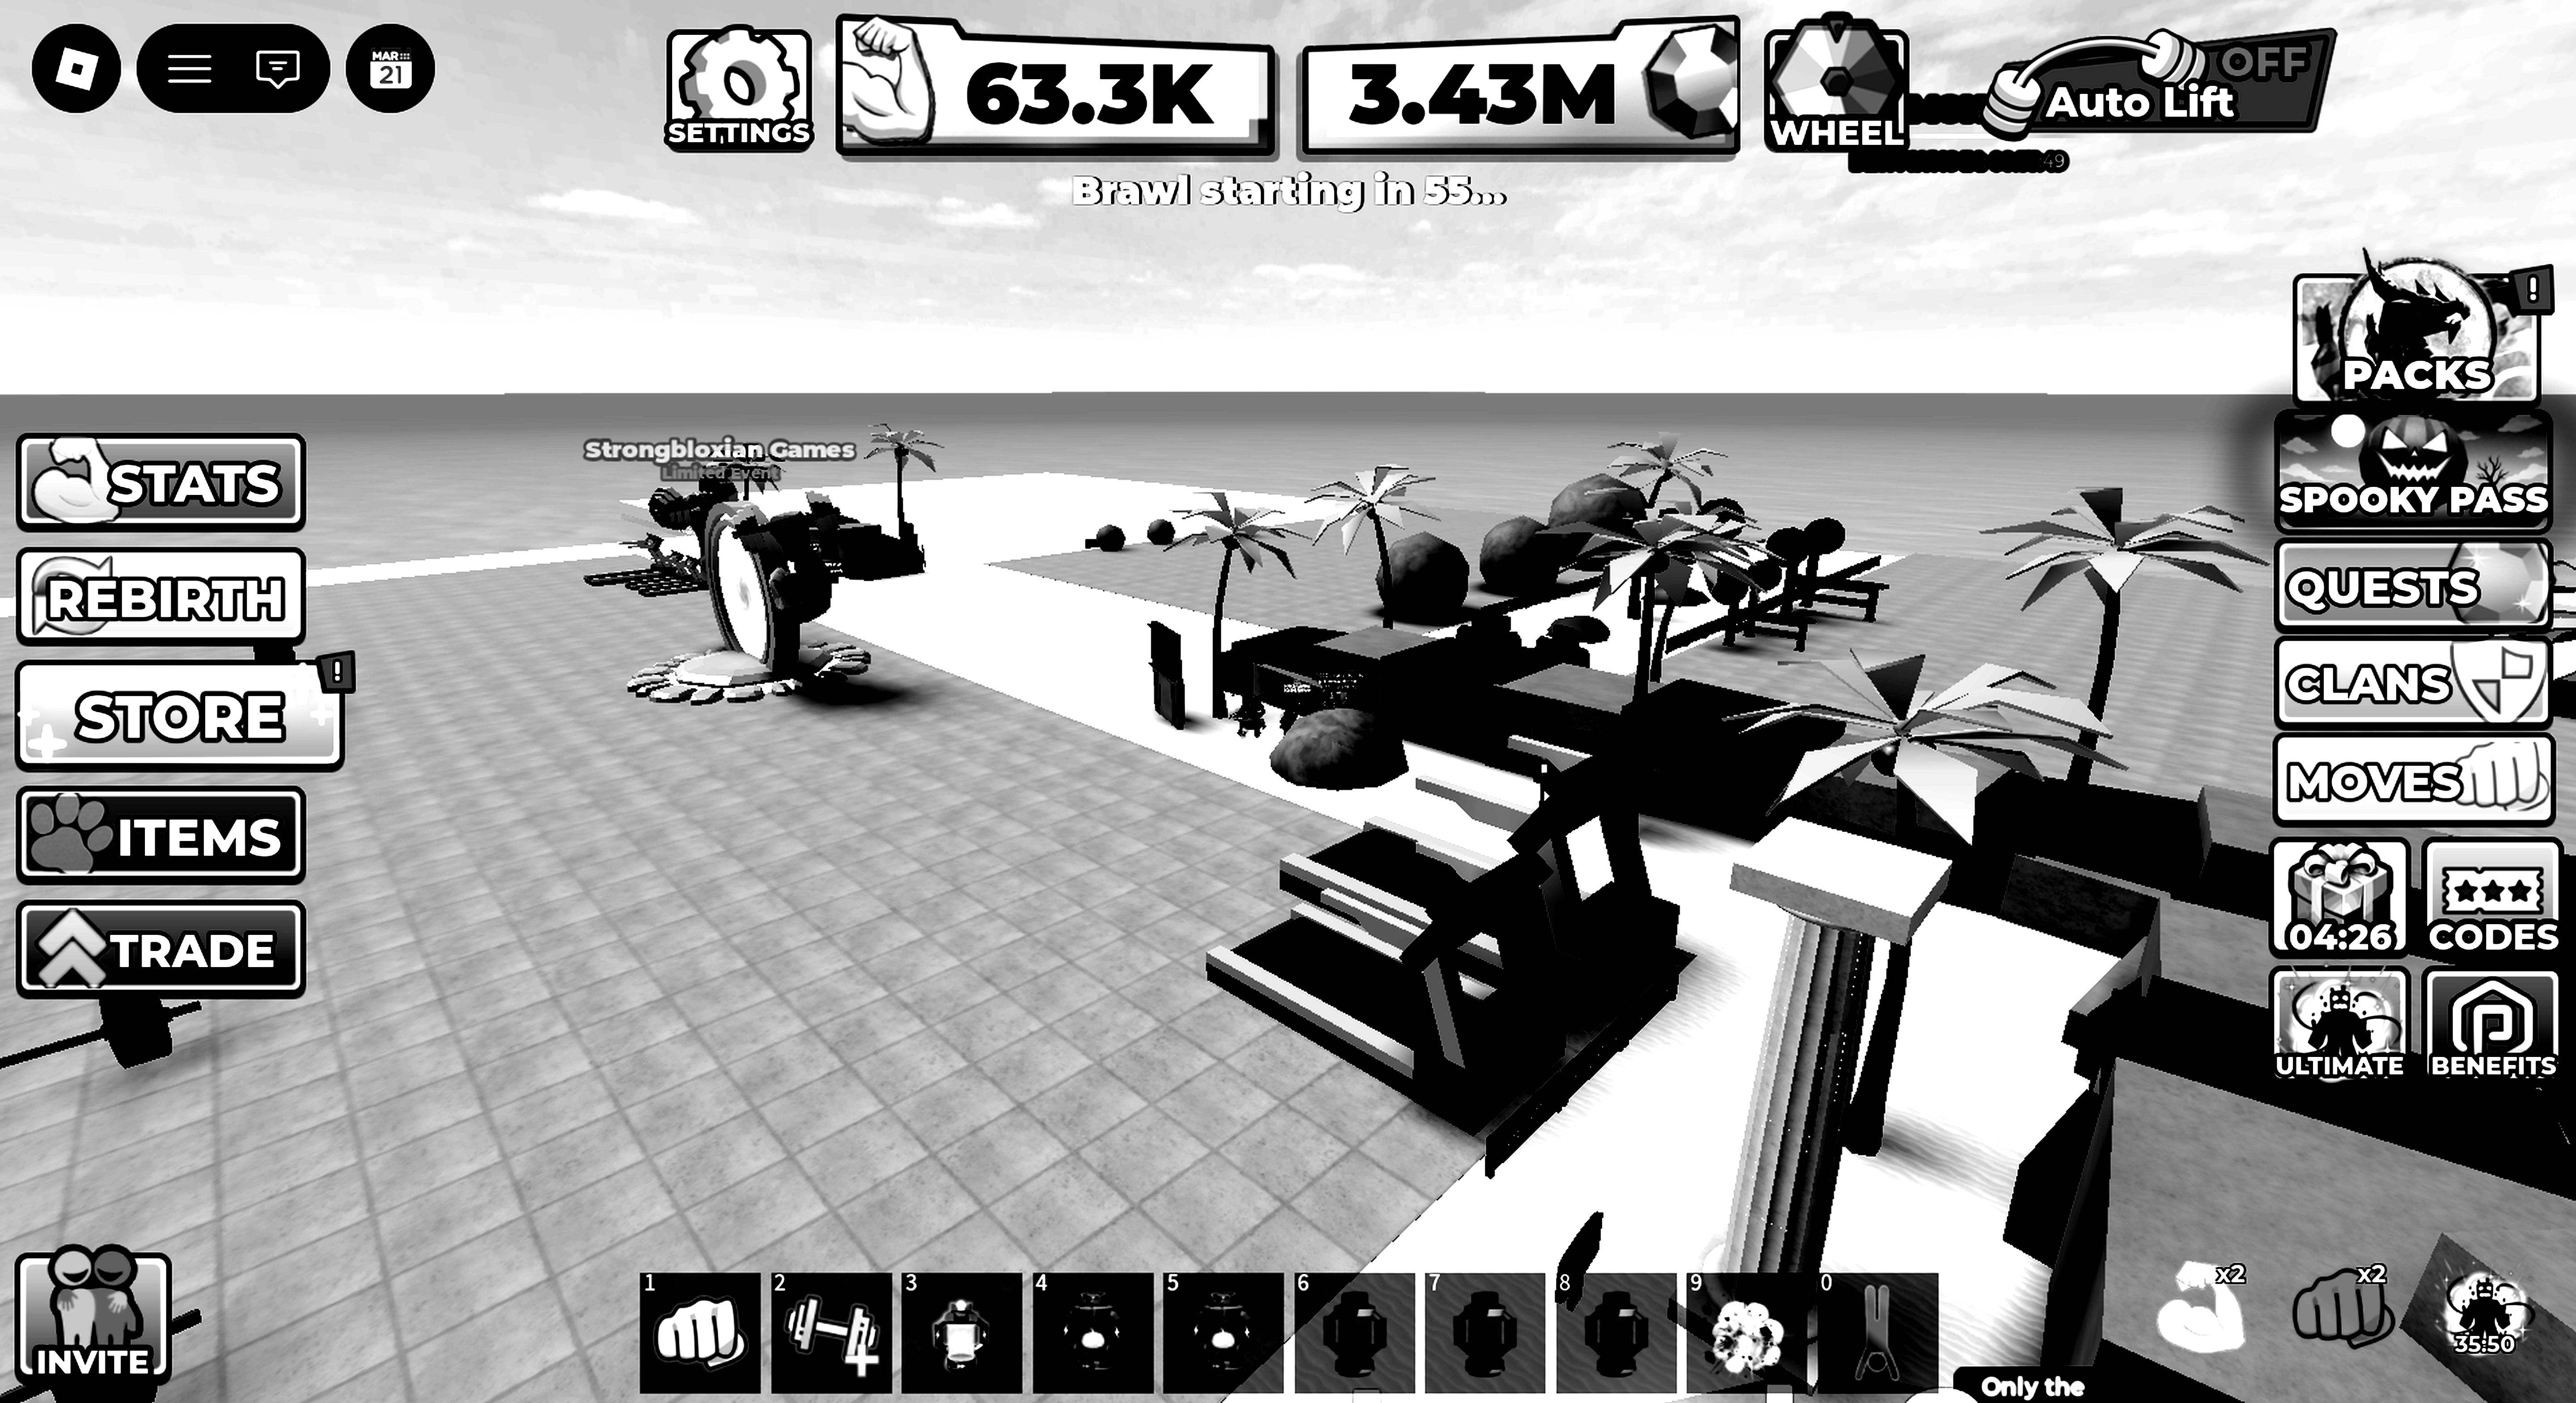 MAR
21
SETTINGS
63.3K
3.43M
WHEEL
OFF
Auto Lift
49
Brawl starting in 55...
PACKS
!
SPOOKY PASS
QUESTS
CLANS
MOVES
04:26
CODES
ULTIMATE
BENEFITS
Strongbloxian Games
Limited Event
STATS
REBIRTH
STORE
!
ITEMS
TRADE
INVITE
1
2
3
4
5
6
7
8
9
0
x2
x2
35:50
Only the